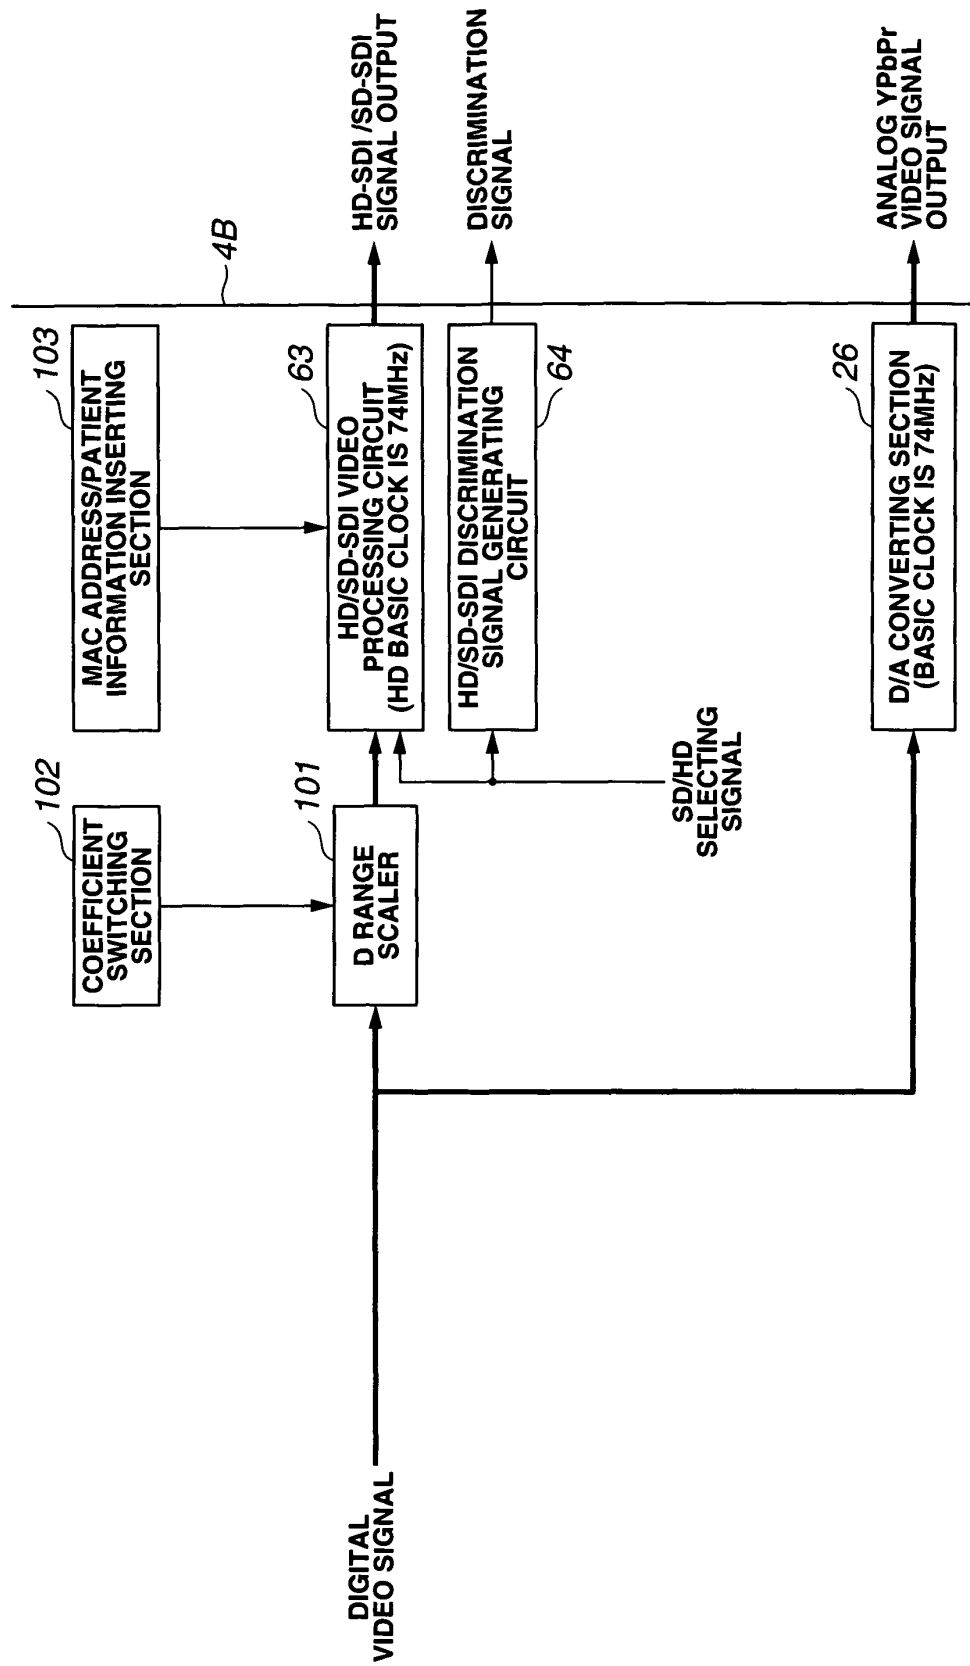 4B
102
COEFFICIENT
SWITCHING
SECTION
103
MAC ADDRESS/PATIENT
INFORMATION INSERTING
SECTION
DIGITAL
VIDEO SIGNAL
101
D RANGE
SCALER
63
HD/SD-SDI VIDEO
PROCESSING CIRCUIT
(HD BASIC CLOCK IS 74MHz)
HD-SDI /SD-SDI
SIGNAL OUTPUT
HD/SD-SDI DISCRIMINATION
SIGNAL GENERATING
CIRCUIT
64
DISCRIMINATION
SIGNAL
SD/HD
SELECTING
SIGNAL
26
D/A CONVERTING SECTION
(BASIC CLOCK IS 74MHz)
ANALOG YPbPr
VIDEO SIGNAL
OUTPUT